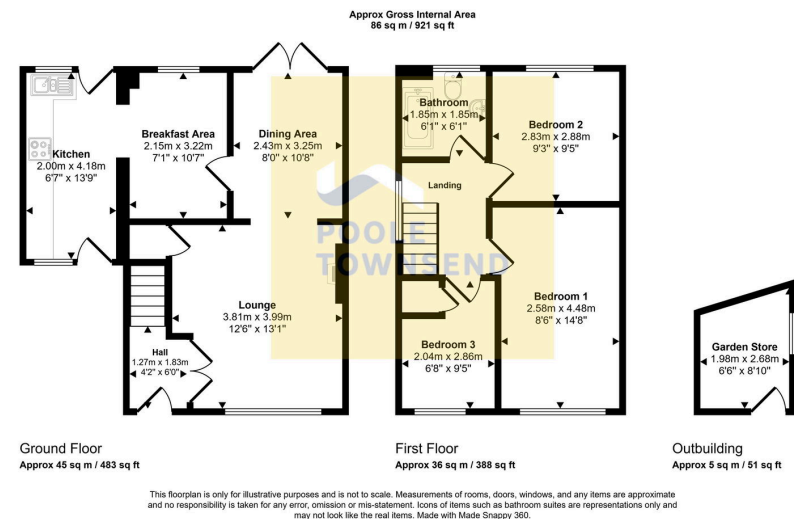 Approx Gross Internal Area
86 sq m / 921 sq ft
Kitchen
2.00m x 4.18m
6'7" x 13'9"
Breakfast Area
2.15m x 3.22m
7'1" x 10'7"
Dining Area
2.43m x 3.25m
8'0" x 10'8"
Lounge
3.81m x 3.99m
12'6" x 13'1"
Hall
1.27m x 1.83m
4'2" x 6'0"
Bathroom
1.85m x 1.85m
6'1" x 6'1"
Bedroom 2
2.83m x 2.88m
9'3" x 9'5"
Landing
POOLE
TOWNSEND
Bedroom 1
2.58m x 4.48m
8'6" x 14'8"
Bedroom 3
2.04m x 2.86m
6'8" x 9'5"
Garden Store
1.98m x 2.68m
6'6" x 8'10"
Ground Floor
Approx 45 sq m / 483 sq ft
First Floor
Approx 36 sq m / 388 sq ft
Outbuilding
Approx 5 sq m / 51 sq ft
This floorplan is only for illustrative purposes and is not to scale. Measurements of rooms, doors, windows, and any items are approximate
and no responsibility is taken for any error, omission or mis-statement. Icons of items such as bathroom suites are representations only and
may not look like the real items. Made with Made Snappy 360.